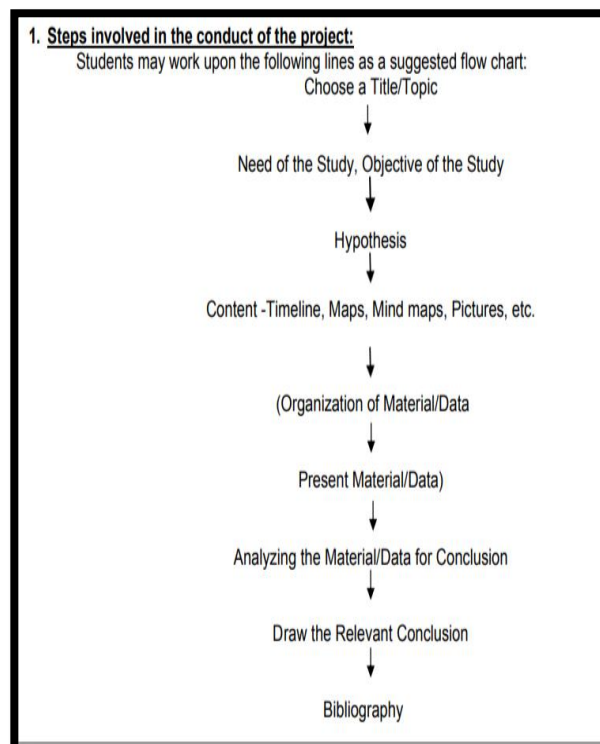 1. Steps involved in the conduct of the project:
Students may work upon the following lines as a suggested flow chart:
Choose a Title/Topic
Need of the Study, Objective of the Study
Hypothesis
Content -Timeline, Maps, Mind maps, Pictures, etc.
(Organization of Material/Data
Present Material/Data)
Analyzing the Material/Data for Conclusion
Draw the Relevant Conclusion
Bibliography